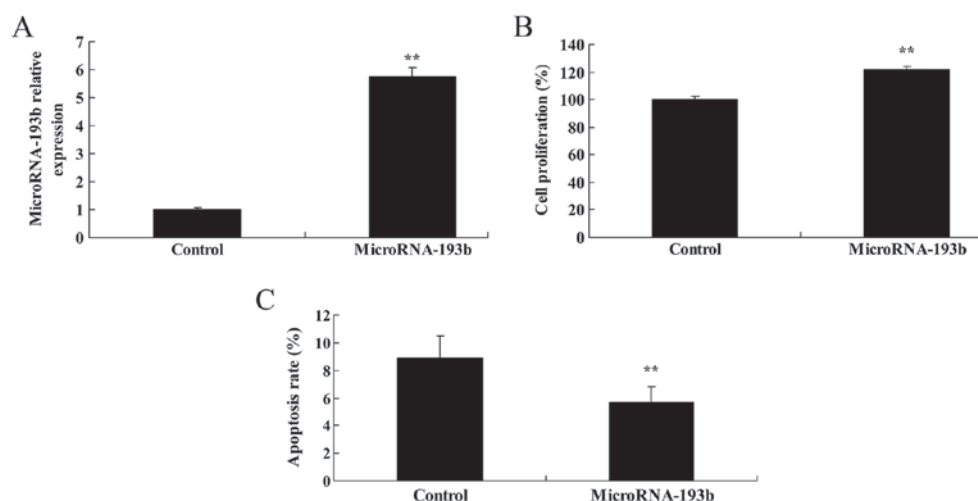 A
MicroRNA-193b relative
expression
7
6
5
4
3
2
1
0
**
Control
MicroRNA-193b
B
Cell proliferation (%)
140
120
100
80
60
40
20
0
**
Control
MicroRNA-193b
C
Apoptosis rate (%)
12
10
8
6
4
2
0
**
Control
MicroRNA-193b